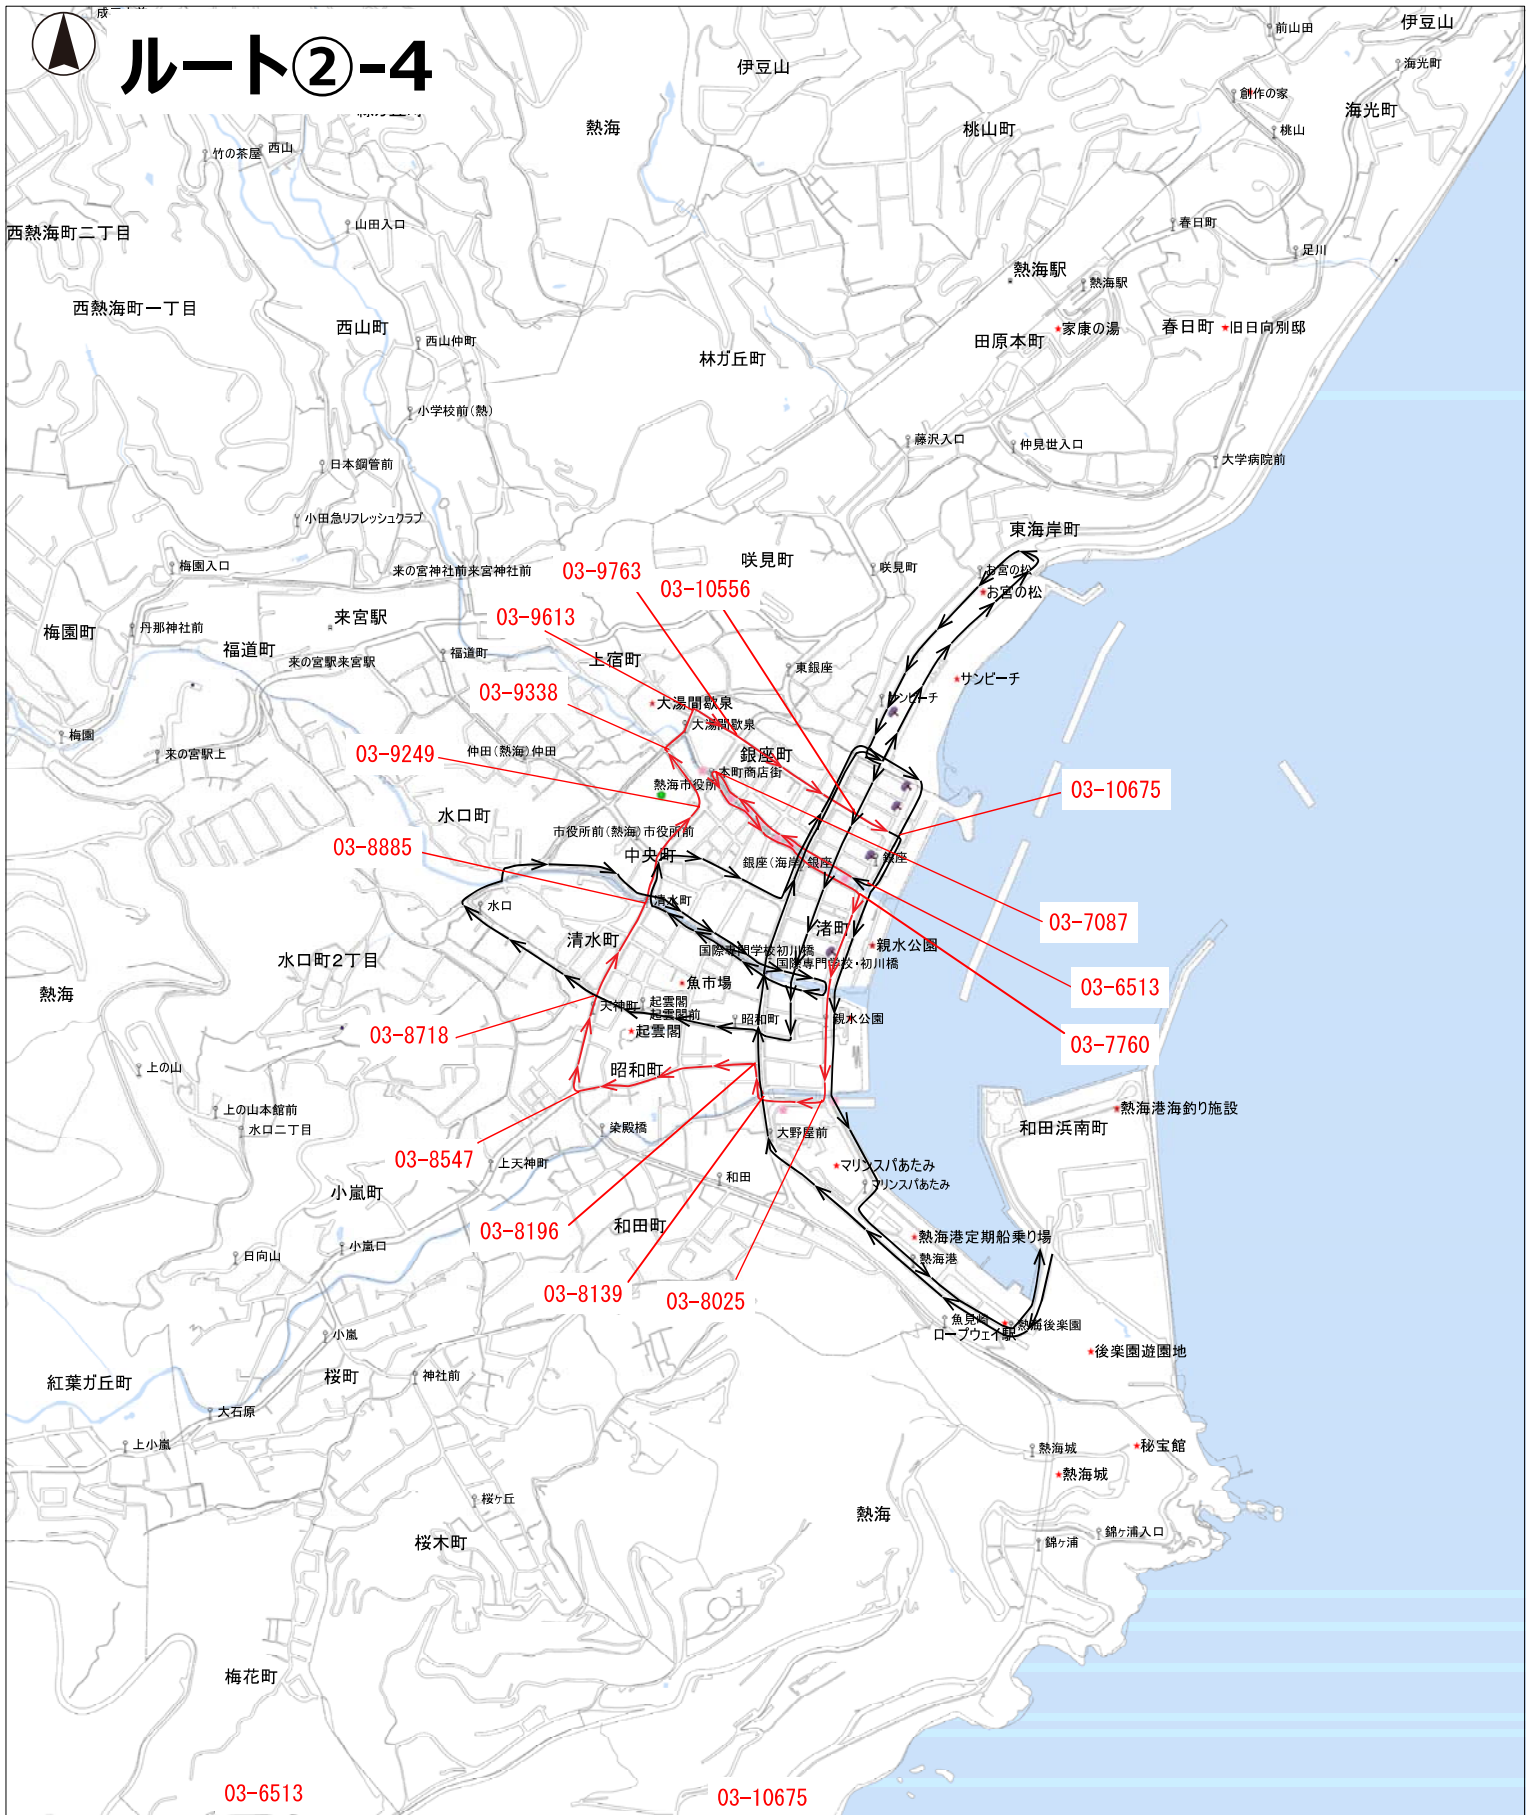 ルート②-4
伊豆山
前山田
伊豆山
海光町
創作の家
海光町
桃山町
桃山
熱海
竹の茶屋
西山
山田入口
西熱海町二丁目
春日町
足川
熱海駅
熱海駅
西熱海町一丁目
西山町
家康の湯
春日町
旧日向別邸
田原本町
西山仲町
林ガ丘町
小学校前(熱)
藤沢入口
仲見世入口
日本鋼管前
大学病院前
小田急リフレッシュクラブ
東海岸町
梅園入口
来の宮神社前来宮神社前
咲見町
03-9763
咲見町
お宮の松
03-10556
お宮の松
来宮駅
03-9613
梅園町
丹那神社前
福道町
福道町
来の宮駅来宮駅
上宿町
東銀座
サンビーチ
03-9338
サンビーチ
大湯間歇泉
大湯間歇泉
梅園
来の宮駅上
03-9249
仲田(熱海)仲田
銀座町
本町商店街
熱海市役所
03-10675
水口町
市役所前(熱海)市役所前
03-8885
中央町
銀座(海岸)銀座
銀座
水口
清水町
03-7087
渚町
清水町
国際専門学校初川橋
親水公園
水口町2丁目
国際専門学校・初川橋
魚市場
03-6513
熱海
天神町
起雲閣
起雲閣前
昭和町
親水公園
03-8718
起雲閣
03-7760
上の山
昭和町
上の山本館前
熱海港海釣り施設
水口二丁目
染殿橋
大野屋前
和田浜南町
03-8547
上天神町
マリンスパあたみ
和田
マリンスパあたみ
小嵐町
03-8196
和田町
日向山
小嵐口
熱海港定期船乗り場
熱海港
03-8139
03-8025
魚見崎
熱海後楽園
小嵐
ロープウェイ駅
後楽園遊園地
桜町
神社前
紅葉ガ丘町
大石原
上小嵐
熱海城
秘宝館
熱海城
桜ヶ丘
熱海
桜木町
錦ヶ浦
錦ヶ浦入口
梅花町
03-6513
03-10675